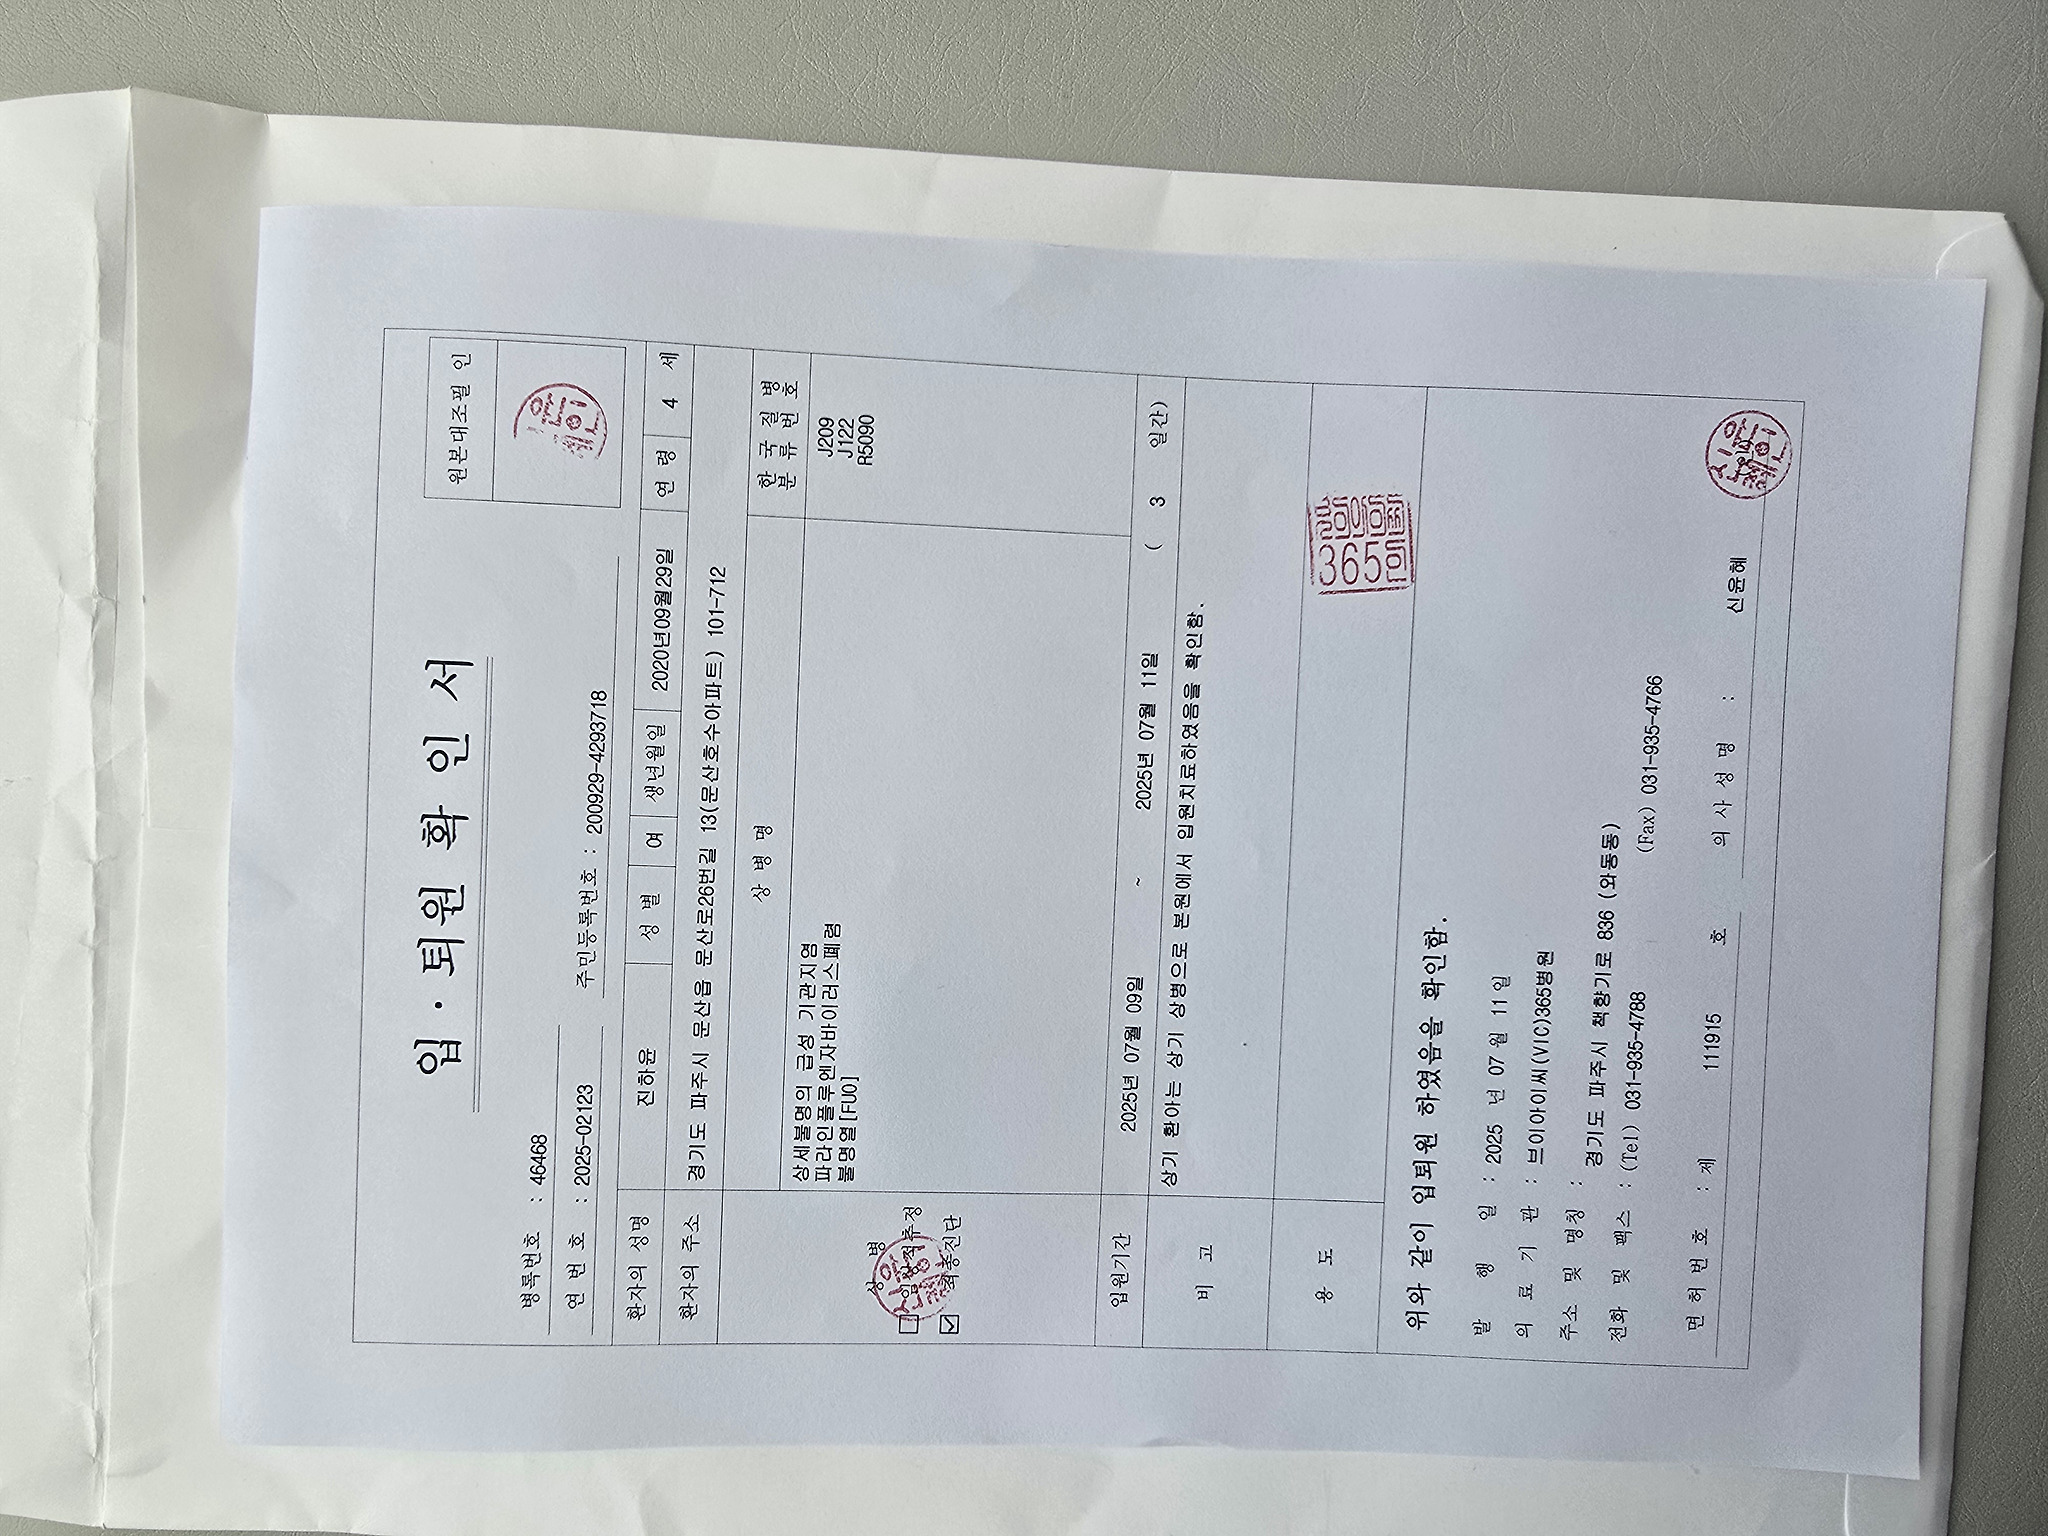 원본대조필 인
입 · 퇴 원 확 인 서
병록번호 : 46468
연 번 호 : 2025-02123 주민등록번호 : 200929-4293718
환자의 성명 진하윤 성 별 여 생년월일 2020년09월29일 연 령 4 세
환자의 주소 경기도 파주시 문산읍 문산로26번길 13(문산호수아파트) 101-712
상 병 상 병 명 한 국 질 병
분 류 번 호
상세불명의 급성 기관지염 J209
파라인플루엔자바이러스폐렴 J122
불명열[FUO] R5090
임상적추정
최종진단
입원기간 2025년 07월 09일 ~ 2025년 07월 11일 ( 3 일간)
비 고 상기 환아는 상기 상병으로 본원에서 입원치료하였음을 확인함.
용 도
365
위와 같이 입퇴원 하였음을 확인함.
발 행 일 : 2025 년 07 월 11 일
의 료 기 관 : 브이아이씨(VIC)365병원
주소 및 명칭 : 경기도 파주시 책향기로 836 (와동동)
전화 및 팩스 : (Tel) 031-935-4788 (Fax) 031-935-4766
면 허 번 호 : 제 111915 호 의 사 성 명 : 신윤혜